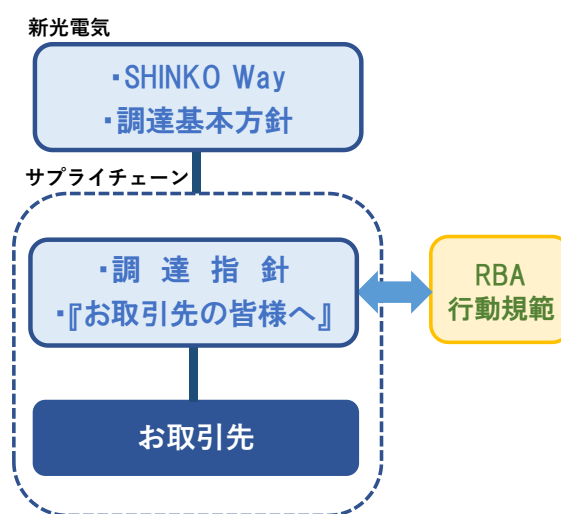 新光電気
・SHINKO Way
・調達基本方針
サプライチェーン
・調 達 指 針
・『お取引先の皆様へ』
RBA
行動規範
お取引先